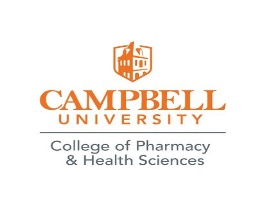 CAMPBELL
UNIVERSITY
College of Pharmacy
& Health Sciences